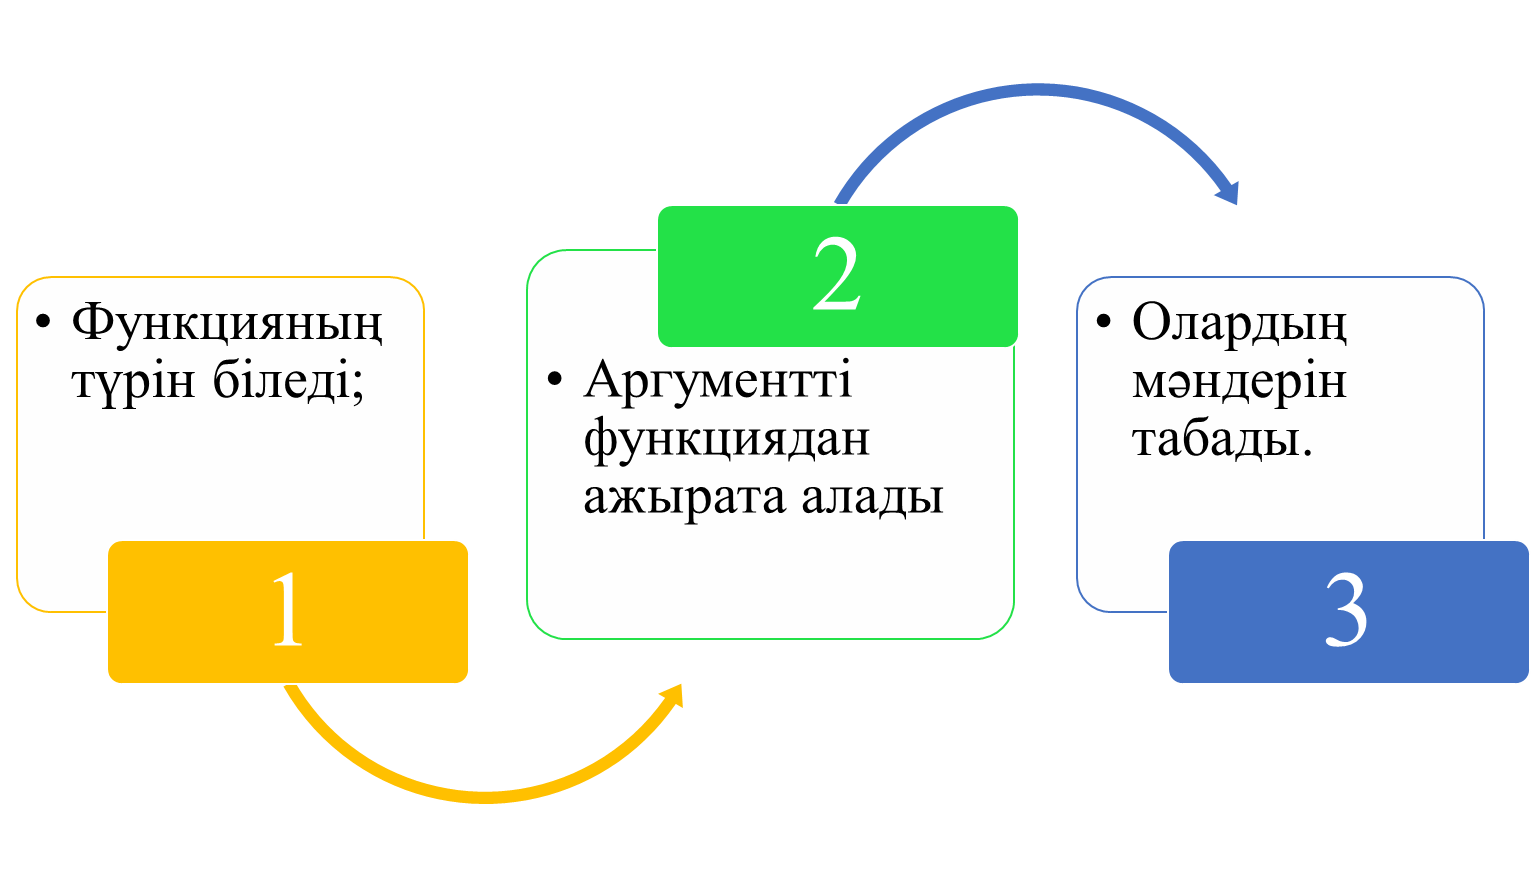 • Функцияның
түрін біледі;
1
2
• Аргументті
функциядан
ажырата алады
• Олардың
мәндерін
табады.
3